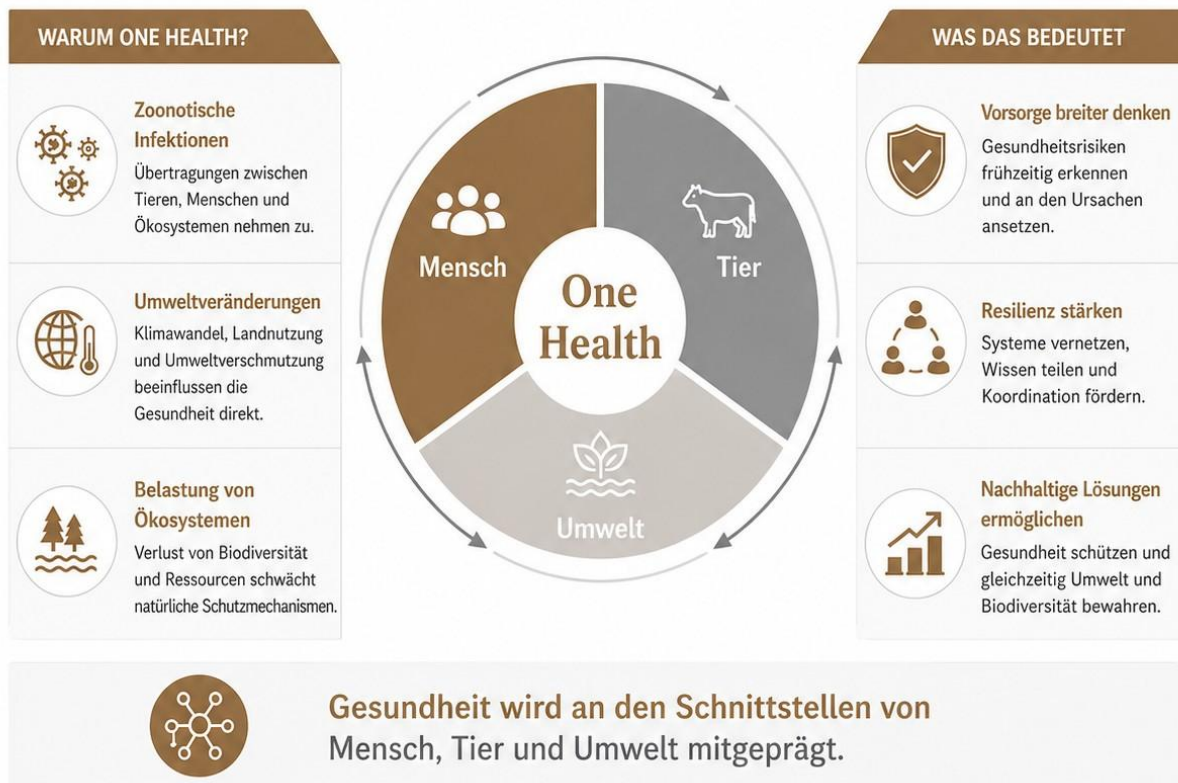 WARUM ONE HEALTH?
Zoonotische
Infektionen
Übertragungen zwischen
Tieren, Menschen und
Ökosystemen nehmen zu.
Umweltveränderungen
Klimawandel, Landnutzung
und Umweltverschmutzung
beeinflussen die
Gesundheit direkt.
Belastung von
Ökosystemen
Verlust von Biodiversität
und Ressourcen schwächt
natürliche Schutzmechanismen.
Mensch
Tier
One
Health
Umwelt
WAS DAS BEDEUTET
Vorsorge breiter denken
Gesundheitsrisiken
frühzeitig erkennen
und an den Ursachen
ansetzen.
Resilienz stärken
Systeme vernetzen,
Wissen teilen und
Koordination fördern.
Nachhaltige Lösungen
ermöglichen
Gesundheit schützen und
gleichzeitig Umwelt und
Biodiversität bewahren.
Gesundheit wird an den Schnittstellen von
Mensch, Tier und Umwelt mitgeprägt.